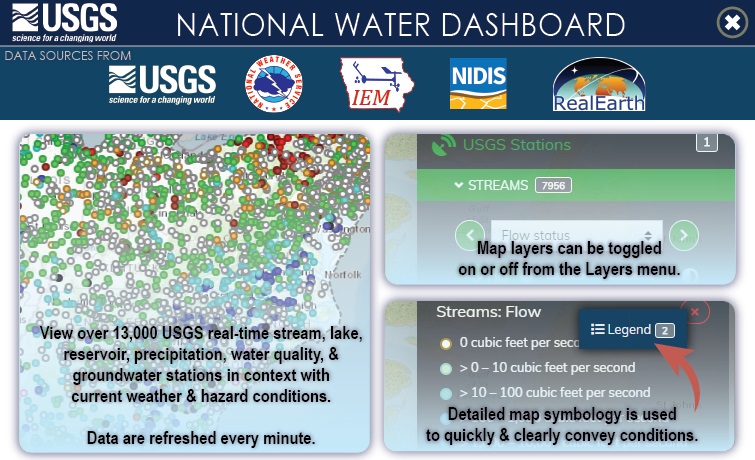 USGS
science for a changing world
NATIONAL WATER DASHBOARD
DATA SOURCES FROM
USGS
science for a changing world
NATIONAL WEATHER SERVICE
IEM
NIDIS
RealEarth
Norfolk
View over 13,000 USGS real-time stream, lake,
reservoir, precipitation, water quality, &
groundwater stations in context with
current weather & hazard conditions.
Data are refreshed every minute.
USGS Stations
1
STREAMS 7956
Flow status
Map layers can be toggled
on or off from the Layers menu.
Streams: Flow
Legend 2
0 cubic feet per seco
> 0 – 10 cubic feet per second
> 10 – 100 cubic feet per second
Detailed map symbology is used
to quickly & clearly convey conditions.